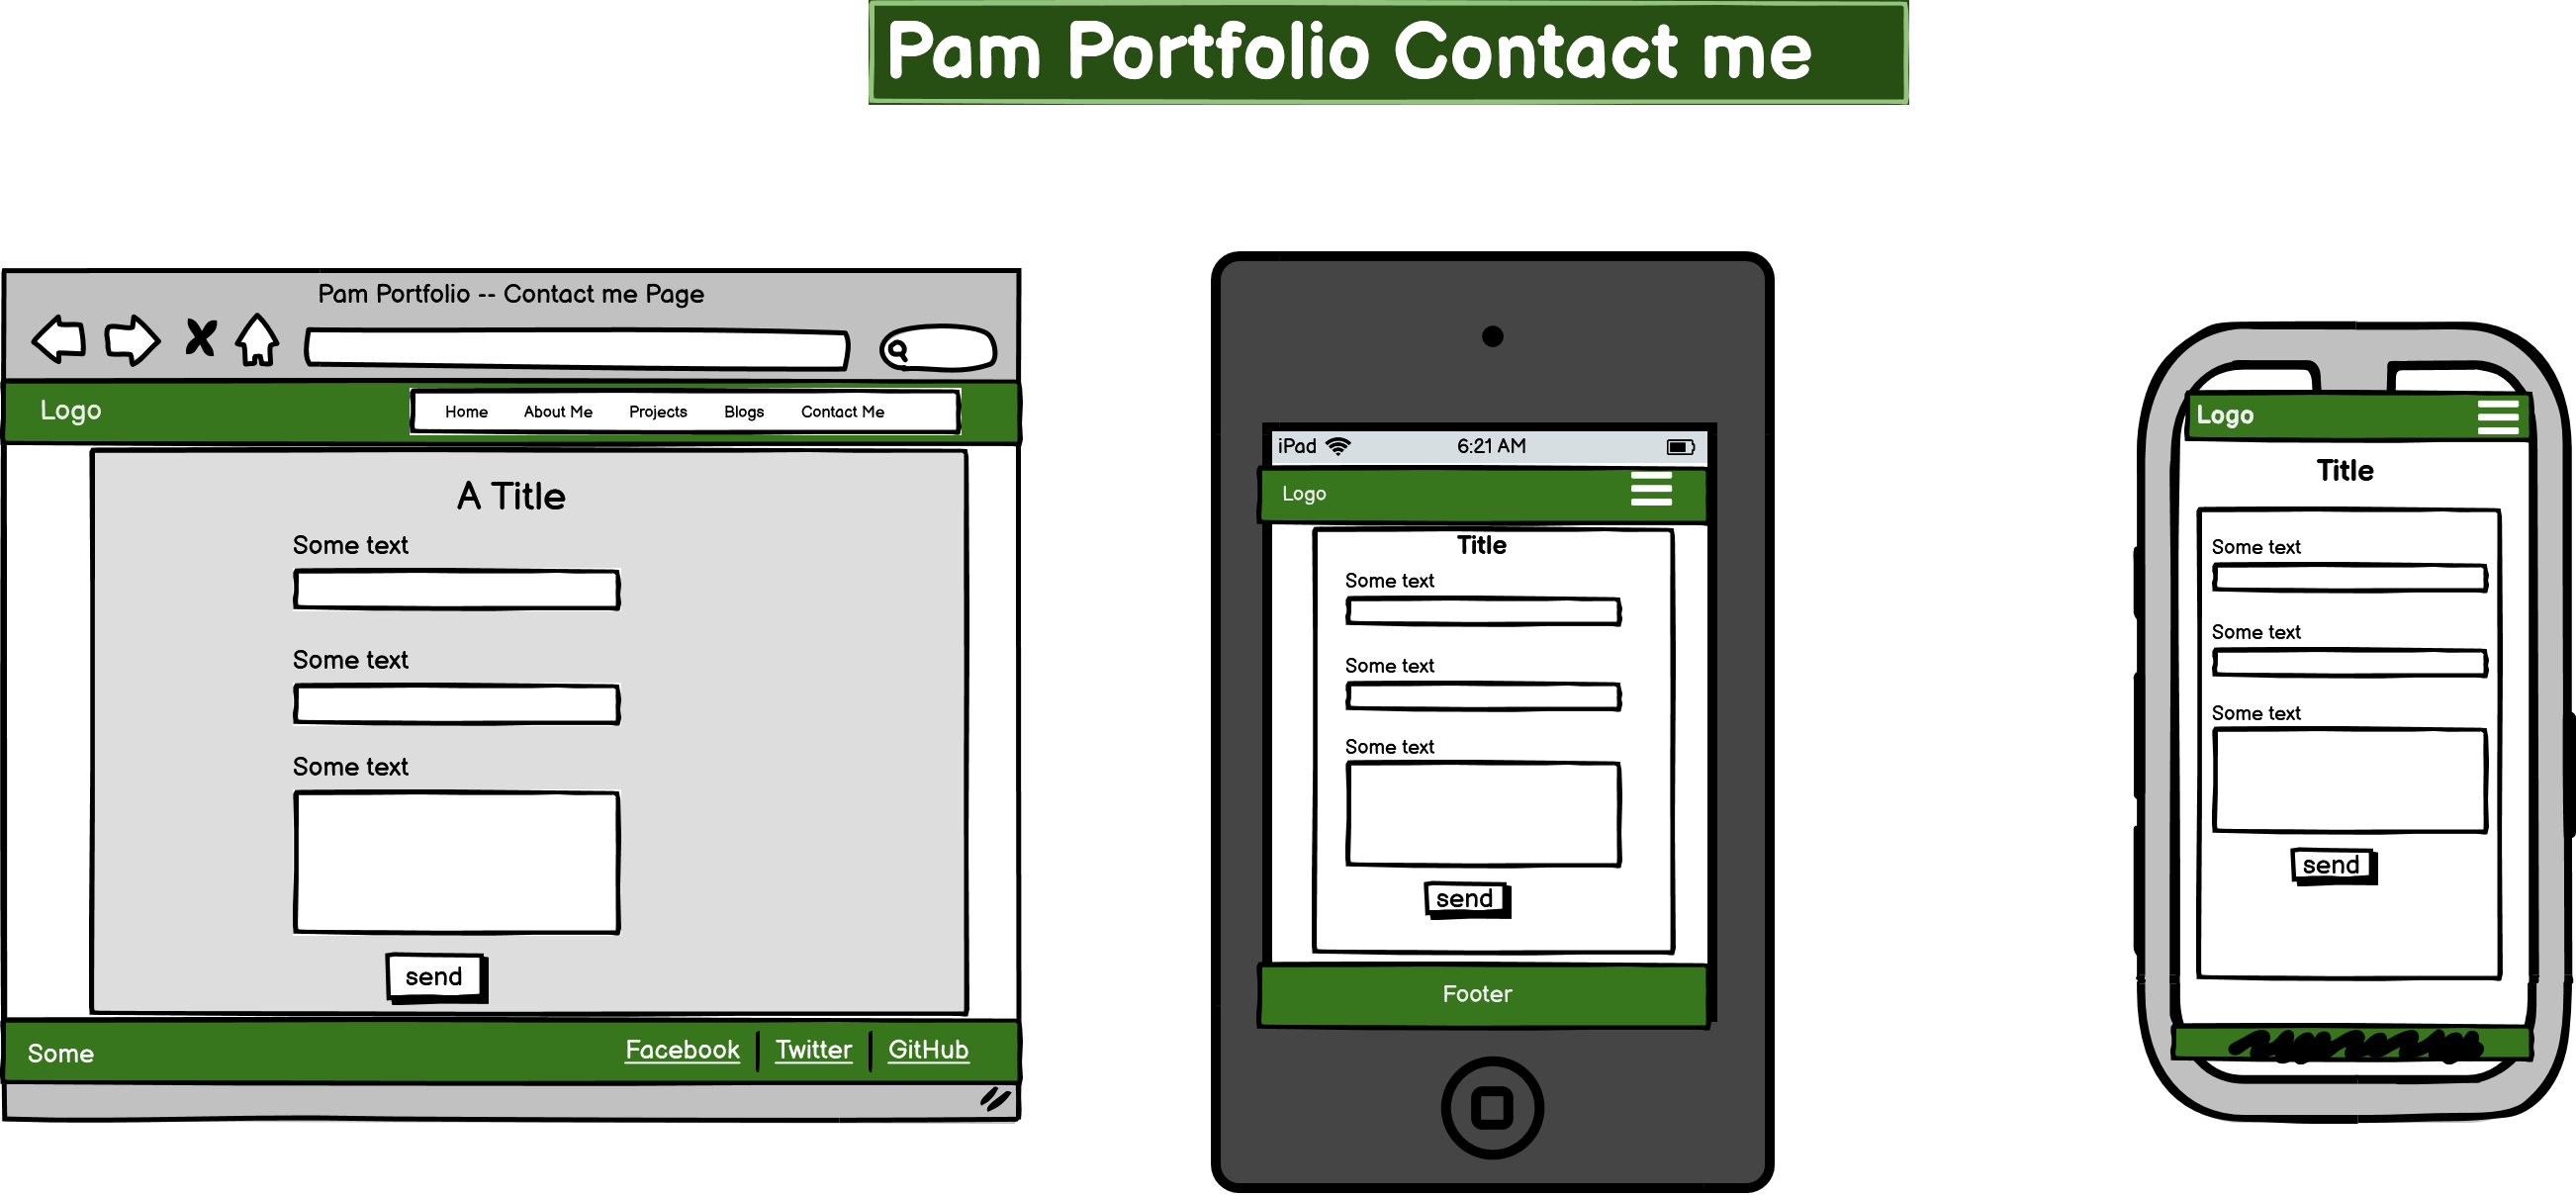 Pam Portfolio Contact me
Pam Portfolio -- Contact me Page
Logo
Home About Me Projects Blogs Contact Me
A Title
Some text
Some text
Some text
send
Some
Facebook Twitter GitHub
iPad 6:21 AM
Logo
Title
Some text
Some text
Some text
send
Footer
Logo
Title
Some text
Some text
Some text
send